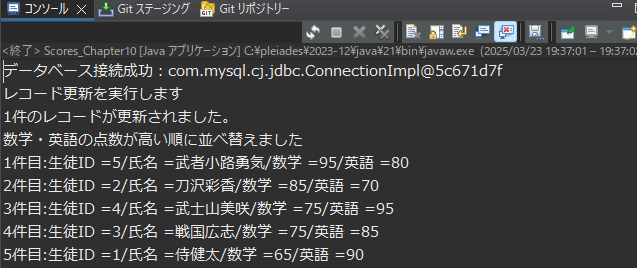 コンソール × Git ステージング Git リポジトリー
<終了> Scores_Chapter10 [Java アプリケーション] C:¥pleiades¥2023-12¥java¥21¥bin¥javaw.exe (2025/03/23 19:37:01 – 19:37:02
データベース接続成功：com.mysql.cj.jdbc.ConnectionImpl@5c671d7f
レコード更新を実行します
1件のレコードが更新されました。
数学・英語の点数が高い順に並べ替えました
1件目:生徒ID =5/氏名 =武者小路勇気/数学 =95/英語 =80
2件目:生徒ID =2/氏名 =刀沢彩香/数学 =85/英語 =70
3件目:生徒ID =4/氏名 =武士山美咲/数学 =75/英語 =95
4件目:生徒ID =3/氏名 =戦国広志/数学 =75/英語 =85
5件目:生徒ID =1/氏名 =侍健太/数学 =65/英語 =90